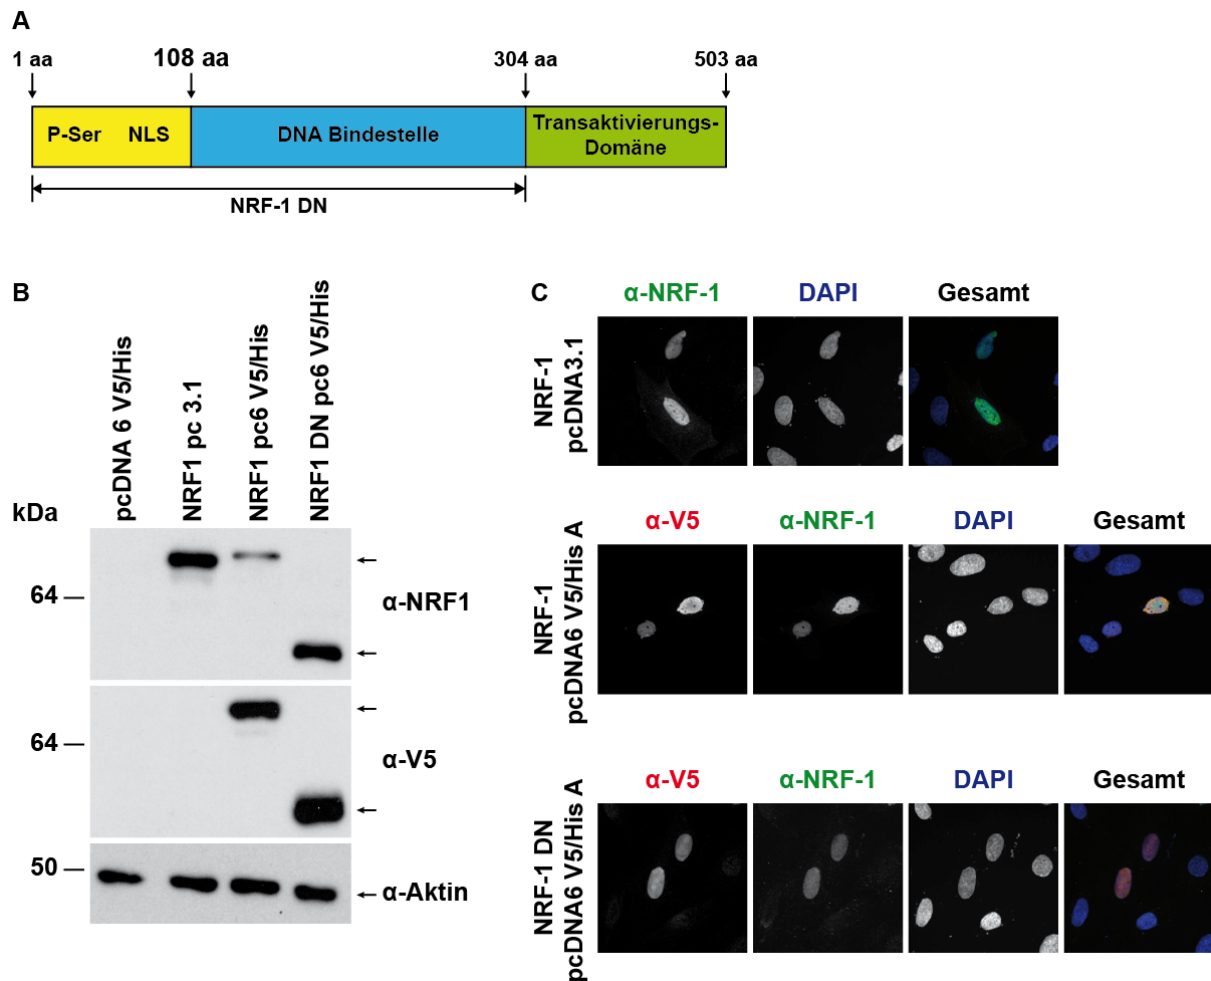 A
1 aa 108 aa 304 aa 503 aa
P-Ser NLS DNA Bindestelle Transaktivierungs-
Domäne
NRF-1 DN
B
pcDNA 6 V5/His
NRF1 pc 3.1
NRF1 pc6 V5/His
NRF1 DN pc6 V5/His
kDa
64
α-NRF1
64
α-V5
50
α-Aktin
C
α-NRF-1 DAPI Gesamt
NRF-1
pcDNA3.1
α-V5 α-NRF-1 DAPI Gesamt
NRF-1
pcDNA6 V5/His A
α-V5 α-NRF-1 DAPI Gesamt
NRF-1 DN
pcDNA6 V5/His A